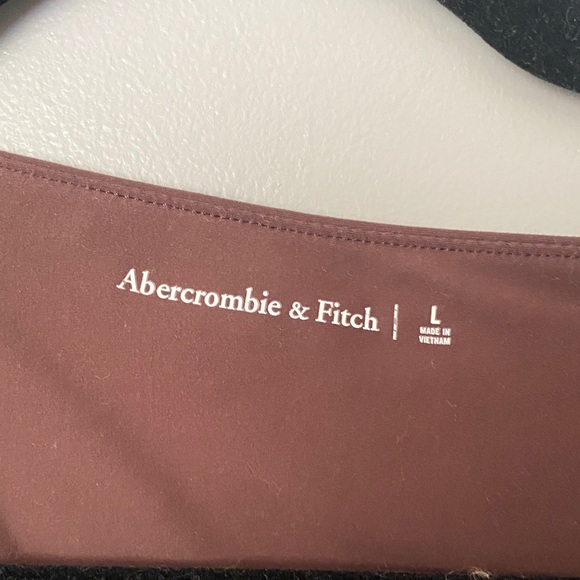 Abercrombie & Fitch | L
MADE IN
VIETNAM